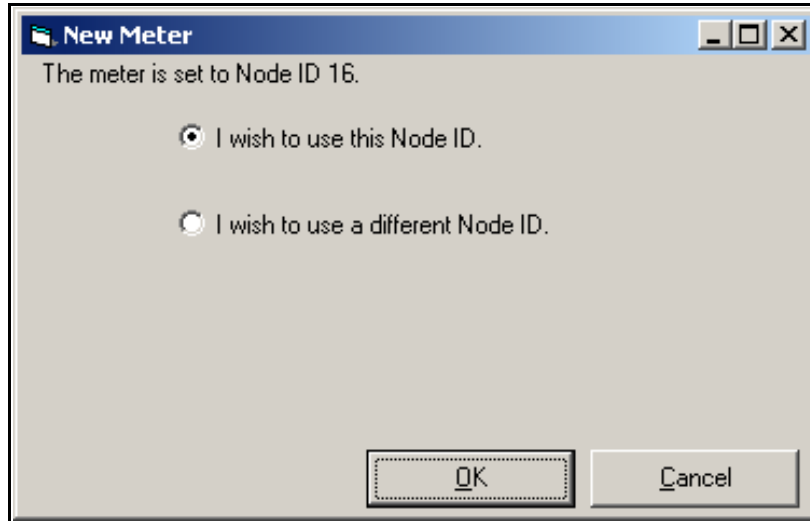 New Meter
The meter is set to Node ID 16.
I wish to use this Node ID.
I wish to use a different Node ID.
OK Cancel